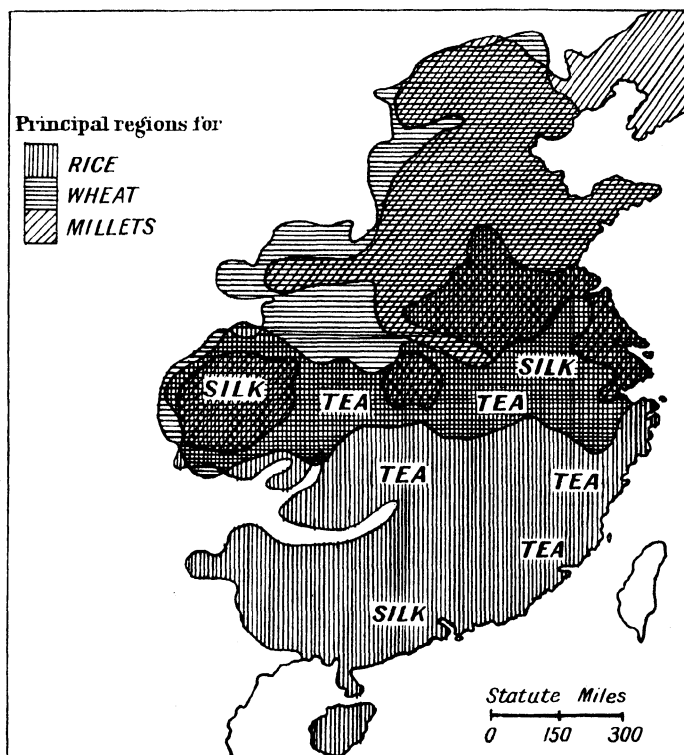 Principal regions for
RICE
WHEAT
MILLETS
SILK
TEA
TEA
SILK
TEA
TEA
TEA
SILK
Statute Miles
0 150 300